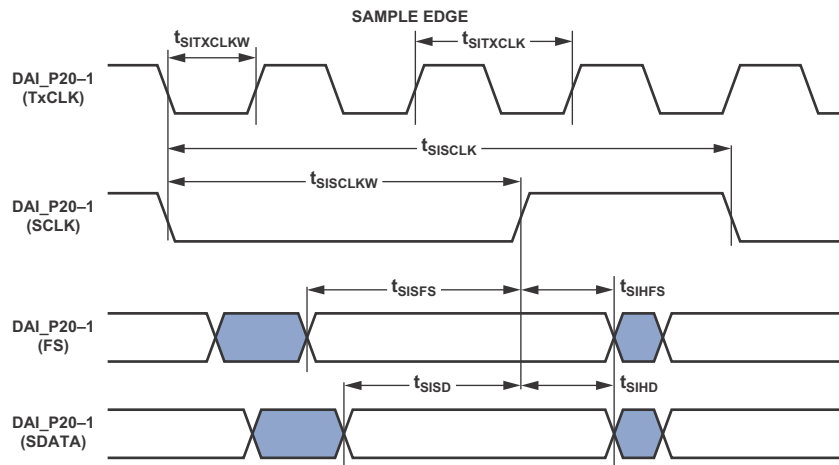 SAMPLE EDGE
tSITXCLKW
tSITXCLK
DAI_P20–1
(TxCLK)
tSISCLK
tSISCLKW
DAI_P20–1
(SCLK)
tSISFS
tSIHFS
DAI_P20–1
(FS)
tSISD
tSIHD
DAI_P20–1
(SDATA)